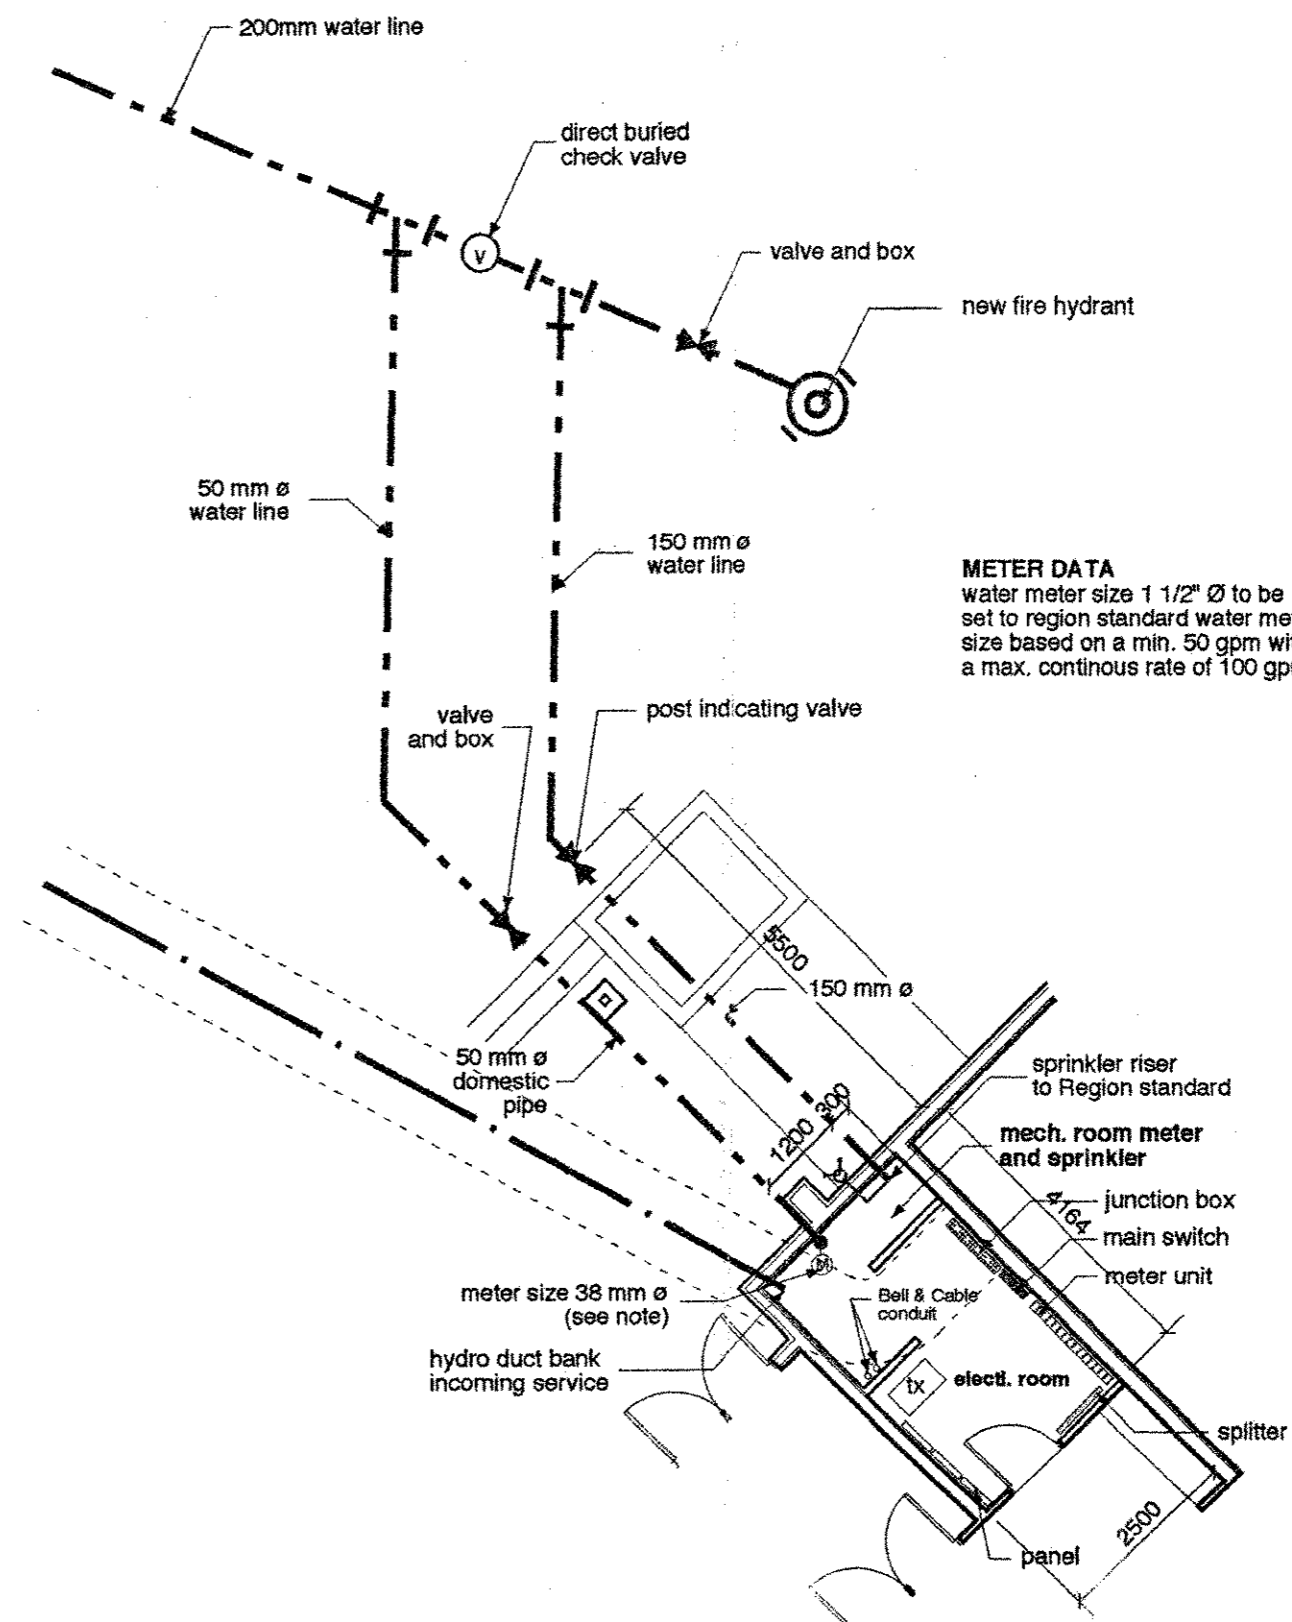 200mm water line
direct buried
check valve
V
valve and box
new fire hydrant
50 mm ø
water line
150 mm ø
water line
METER DATA
water meter size 1 1/2" Ø to be
set to region standard water me
size based on a min. 50 gpm wi
a max. continous rate of 100 gp
valve
and box
post indicating valve
5500
150 mm ø
50 mm ø
domestic
pipe
sprinkler riser
to Region standard
1200
300
mech. room meter
and sprinkler
junction box
4164
main switch
M
meter unit
meter size 38 mm ø
(see note)
Bell & Cable
conduit
hydro duct bank
incoming service
tx
electl. room
splitter
2500
panel